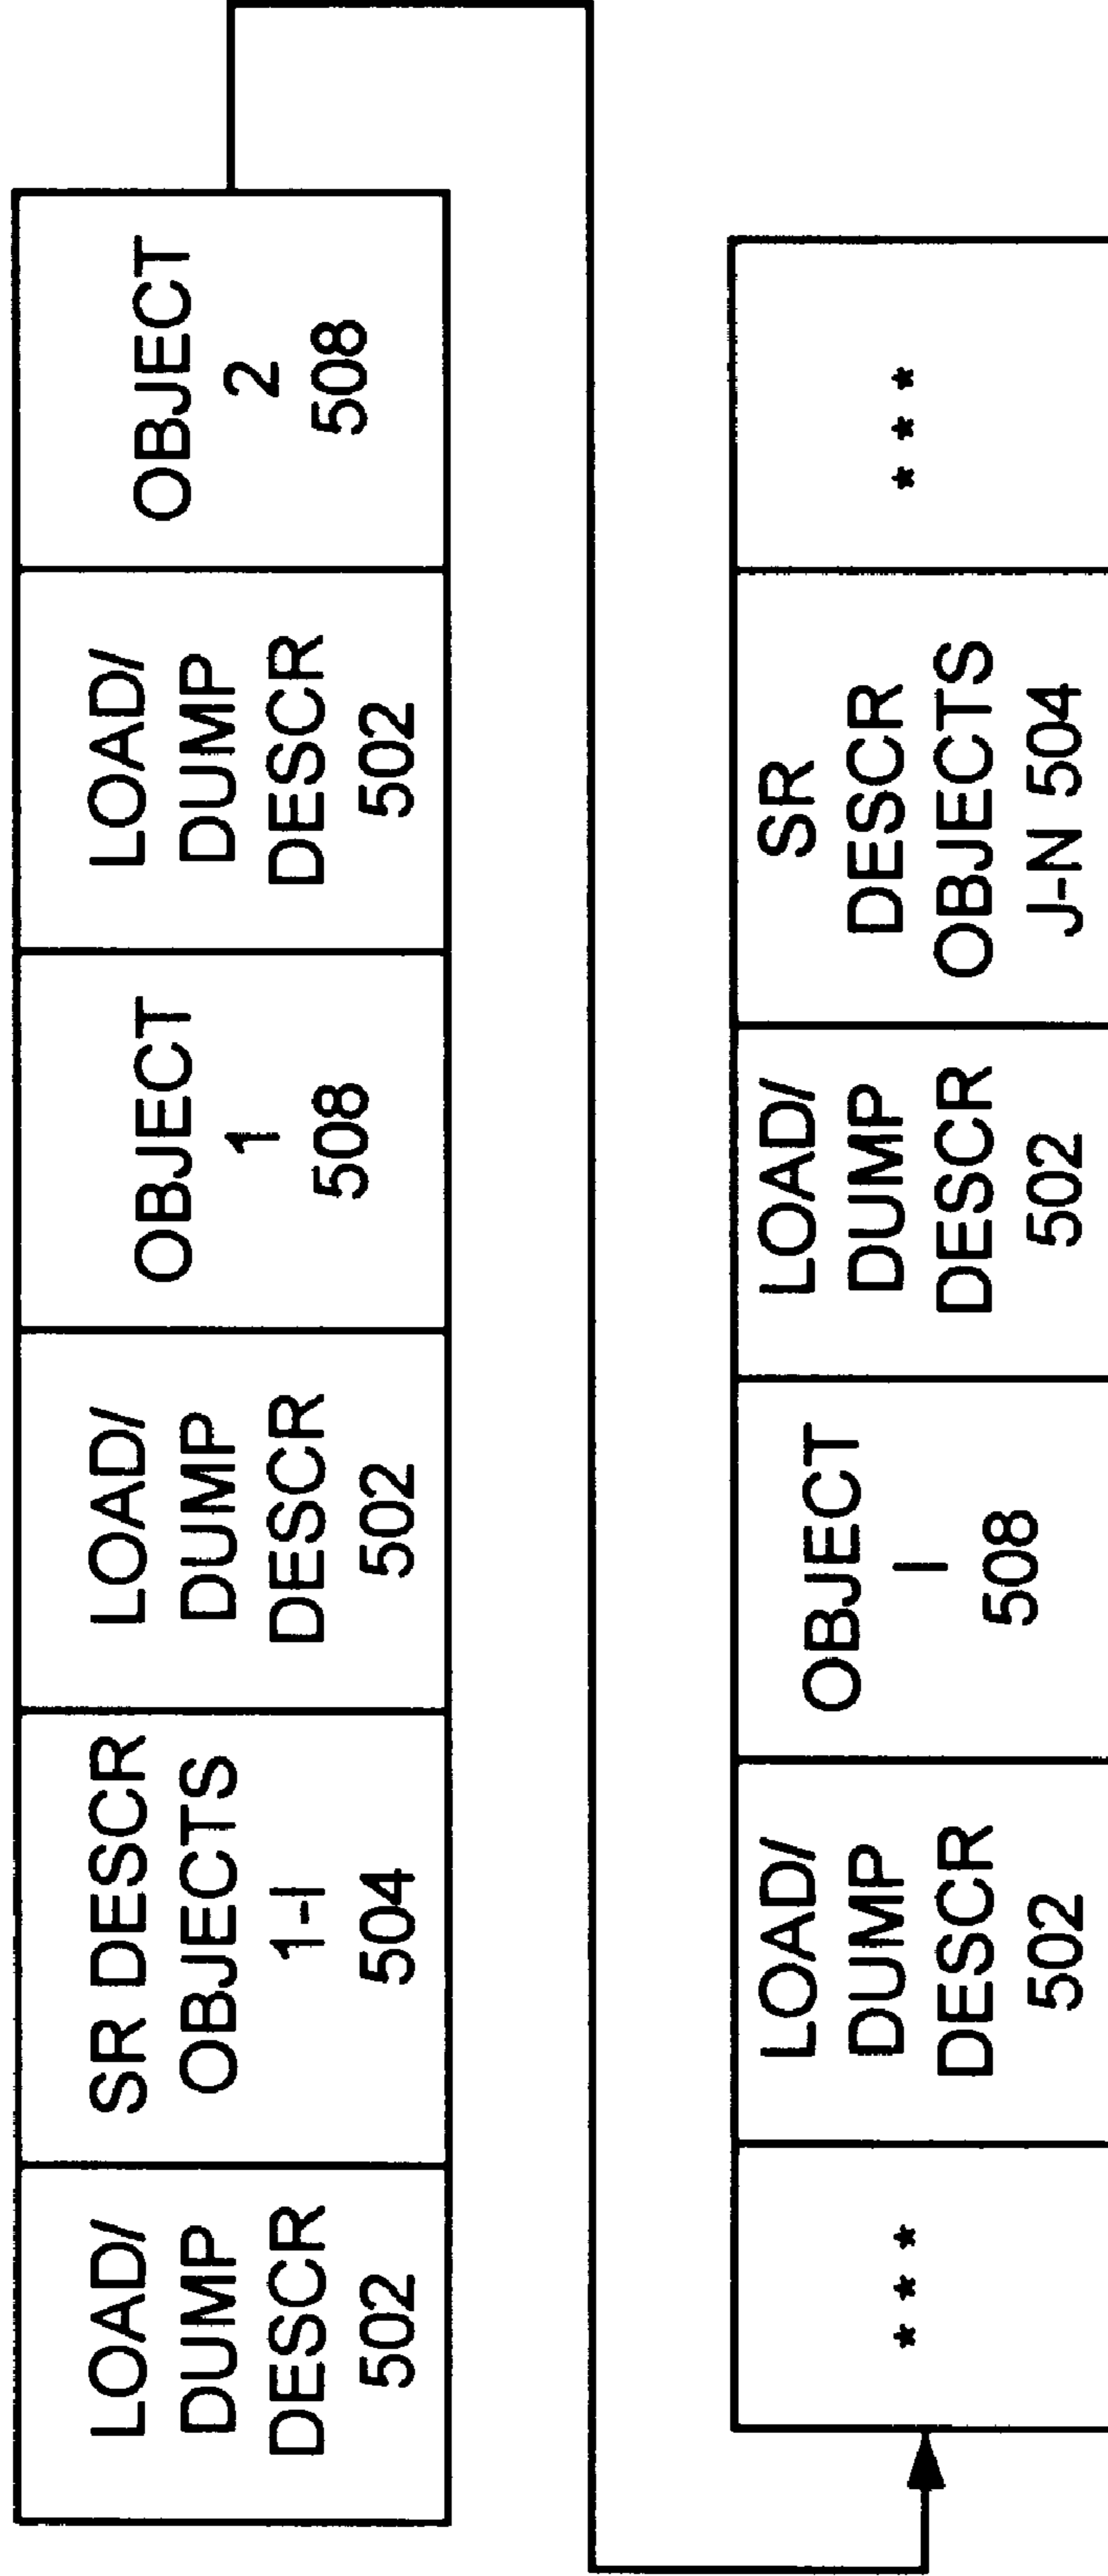 LOAD/
DUMP
DESCR
502
SR DESCR
OBJECTS
1-I
504
LOAD/
DUMP
DESCR
502
OBJECT
1
508
LOAD/
DUMP
DESCR
502
OBJECT
2
508
* * *
LOAD/
DUMP
DESCR
502
OBJECT
I
508
LOAD/
DUMP
DESCR
502
SR
DESCR
OBJECTS
J-N 504
* * *